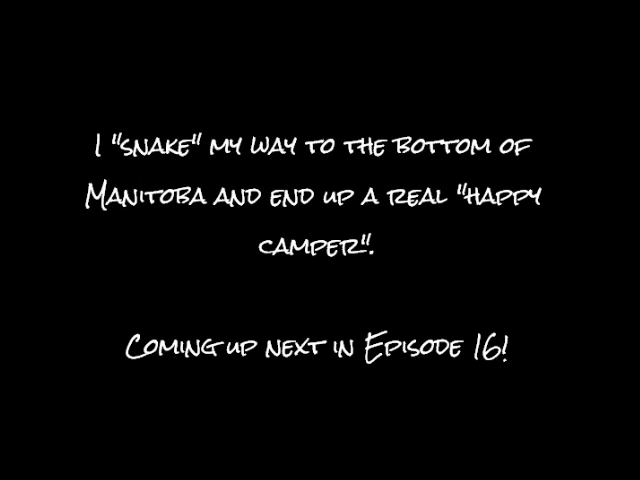 I "snake" my way to the bottom of
Manitoba and end up a real "happy
camper".
Coming up next in Episode 16!